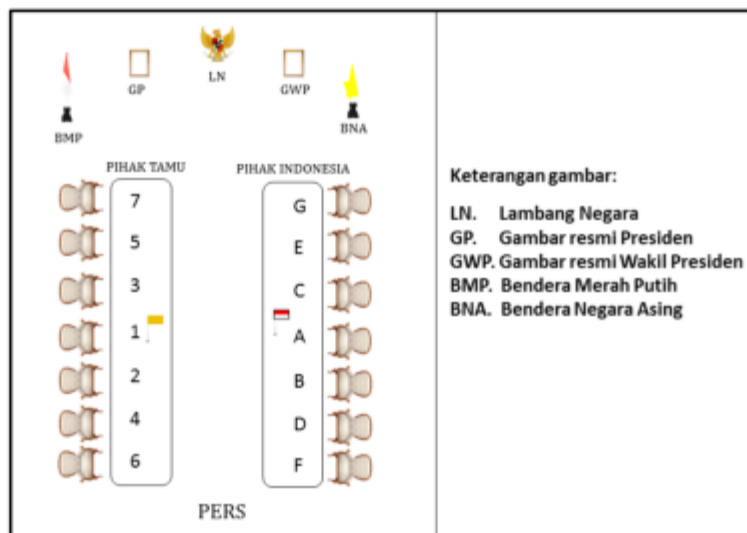 LN
GP
GWP
BMP
BNA
PIHAK TAMU
PIHAK INDONESIA
7
5
3
1
2
4
6
G
E
C
A
B
D
F
PERS
Keterangan gambar:
LN. Lambang Negara
GP. Gambar resmi Presiden
GWP. Gambar resmi Wakil Presiden
BMP. Bendera Merah Putih
BNA. Bendera Negara Asing